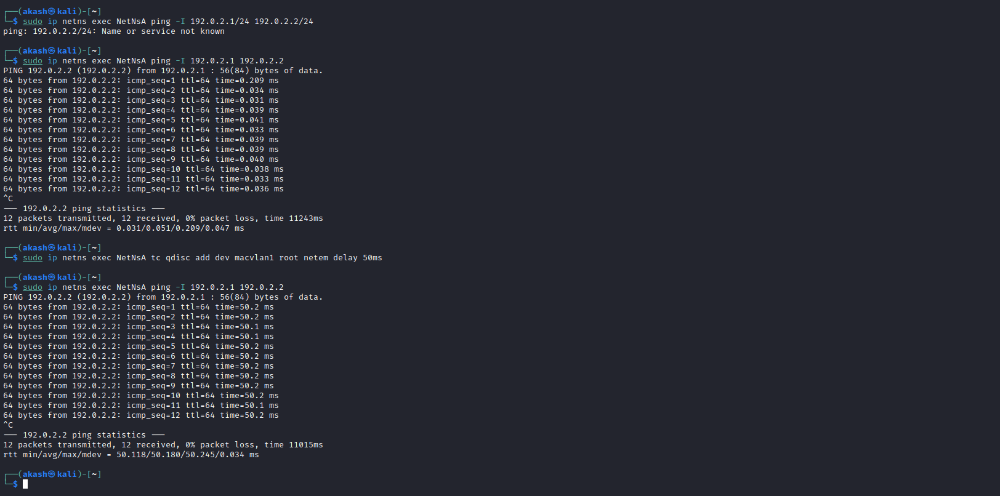 ┌──(akash㉿kali)-[~]
└─$ sudo ip netns exec NetNsA ping -I 192.0.2.1/24 192.0.2.2/24
ping: 192.0.2.2/24: Name or service not known
┌──(akash㉿kali)-[~]
└─$ sudo ip netns exec NetNsA ping -I 192.0.2.1 192.0.2.2
PING 192.0.2.2 (192.0.2.2) from 192.0.2.1 : 56(84) bytes of data.
64 bytes from 192.0.2.2: icmp_seq=1 ttl=64 time=0.209 ms
64 bytes from 192.0.2.2: icmp_seq=2 ttl=64 time=0.034 ms
64 bytes from 192.0.2.2: icmp_seq=3 ttl=64 time=0.031 ms
64 bytes from 192.0.2.2: icmp_seq=4 ttl=64 time=0.039 ms
64 bytes from 192.0.2.2: icmp_seq=5 ttl=64 time=0.041 ms
64 bytes from 192.0.2.2: icmp_seq=6 ttl=64 time=0.033 ms
64 bytes from 192.0.2.2: icmp_seq=7 ttl=64 time=0.039 ms
64 bytes from 192.0.2.2: icmp_seq=8 ttl=64 time=0.039 ms
64 bytes from 192.0.2.2: icmp_seq=9 ttl=64 time=0.040 ms
64 bytes from 192.0.2.2: icmp_seq=10 ttl=64 time=0.038 ms
64 bytes from 192.0.2.2: icmp_seq=11 ttl=64 time=0.033 ms
64 bytes from 192.0.2.2: icmp_seq=12 ttl=64 time=0.036 ms
^C
--- 192.0.2.2 ping statistics ---
12 packets transmitted, 12 received, 0% packet loss, time 11243ms
rtt min/avg/max/mdev = 0.031/0.051/0.209/0.047 ms
┌──(akash㉿kali)-[~]
└─$ sudo ip netns exec NetNsA tc qdisc add dev macvlan1 root netem delay 50ms
┌──(akash㉿kali)-[~]
└─$ sudo ip netns exec NetNsA ping -I 192.0.2.1 192.0.2.2
PING 192.0.2.2 (192.0.2.2) from 192.0.2.1 : 56(84) bytes of data.
64 bytes from 192.0.2.2: icmp_seq=1 ttl=64 time=50.2 ms
64 bytes from 192.0.2.2: icmp_seq=2 ttl=64 time=50.2 ms
64 bytes from 192.0.2.2: icmp_seq=3 ttl=64 time=50.1 ms
64 bytes from 192.0.2.2: icmp_seq=4 ttl=64 time=50.1 ms
64 bytes from 192.0.2.2: icmp_seq=5 ttl=64 time=50.2 ms
64 bytes from 192.0.2.2: icmp_seq=6 ttl=64 time=50.2 ms
64 bytes from 192.0.2.2: icmp_seq=7 ttl=64 time=50.2 ms
64 bytes from 192.0.2.2: icmp_seq=8 ttl=64 time=50.2 ms
64 bytes from 192.0.2.2: icmp_seq=9 ttl=64 time=50.2 ms
64 bytes from 192.0.2.2: icmp_seq=10 ttl=64 time=50.2 ms
64 bytes from 192.0.2.2: icmp_seq=11 ttl=64 time=50.1 ms
64 bytes from 192.0.2.2: icmp_seq=12 ttl=64 time=50.2 ms
^C
--- 192.0.2.2 ping statistics ---
12 packets transmitted, 12 received, 0% packet loss, time 11015ms
rtt min/avg/max/mdev = 50.118/50.180/50.245/0.034 ms
┌──(akash㉿kali)-[~]
└─$